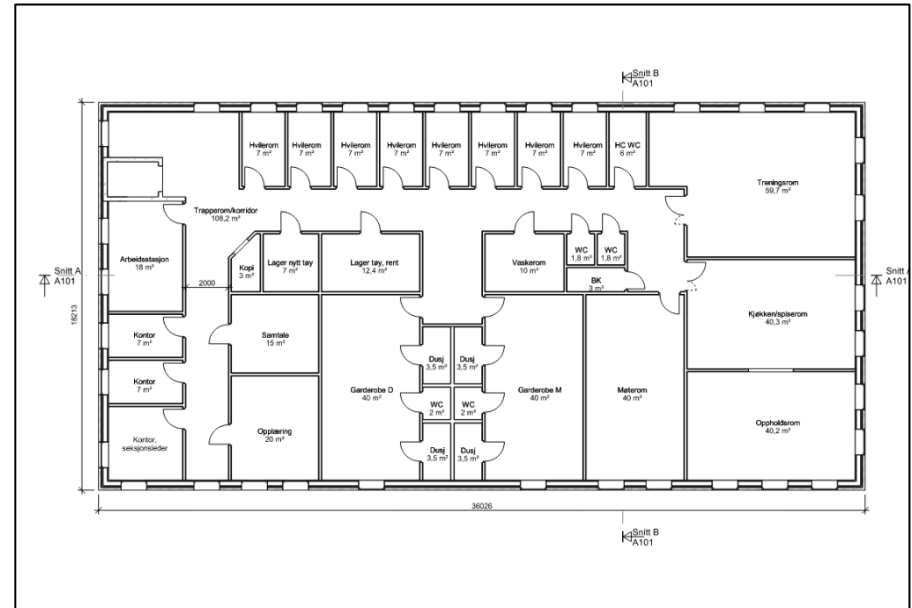 Snitt B
A101
Hvilerom
7 m²
Hvilerom
7 m²
Hvilerom
7 m²
Hvilerom
7 m²
Hvilerom
7 m²
Hvilerom
7 m²
Hvilerom
7 m²
Hvilerom
7 m²
HC WC
6 m²
Treningsrom
59,7 m²
Trapperom/korridor
108,2 m²
Arbeidsstasjon
18 m²
Kopi
3 m²
Lager nytt tøy
7 m²
Lager tøy, rent
12,4 m²
Vaskerom
10 m²
WC
1,8 m²
WC
1,8 m²
BK
3 m²
Snitt A
A101
Snitt A
A101
2000
18213
Kjøkken/spiserom
40,3 m²
Kontor
7 m²
Samtale
15 m²
Dusj
3,5 m²
Dusj
3,5 m²
Kontor
7 m²
Garderobe D
40 m²
Garderobe M
40 m²
Møterom
40 m²
WC
2 m²
WC
2 m²
Kontor,
seksjonsleder
Opplæring
20 m²
Dusj
3,5 m²
Dusj
3,5 m²
Oppholdsrom
40,2 m²
36026
Snitt B
A101